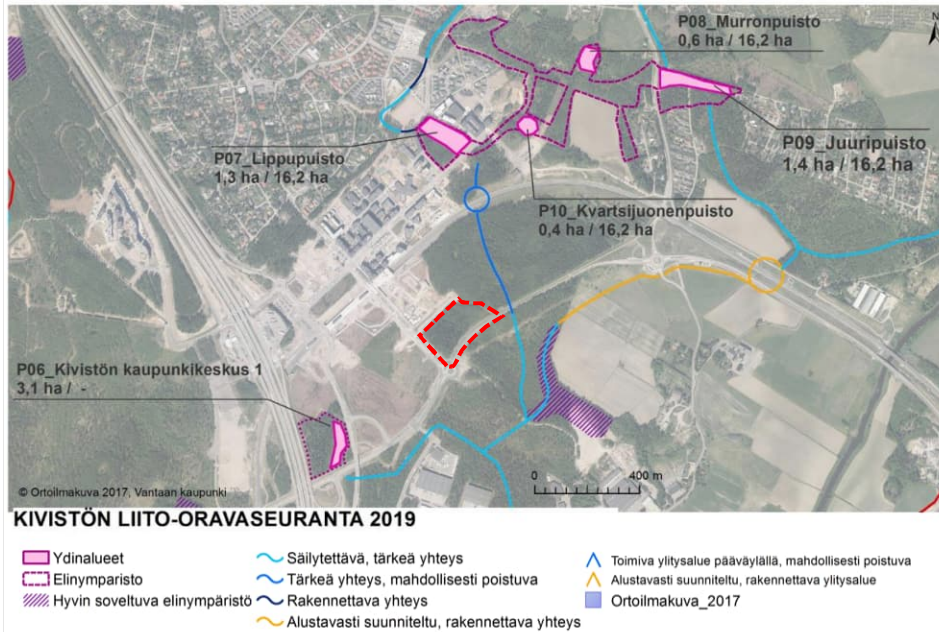 N
P08_Murronpuisto
0,6 ha / 16,2 ha
P07_Lippupuisto
1,3 ha / 16,2 ha
P09_Juuripuisto
1,4 ha / 16,2 ha
P10_Kvartsijuonenpuisto
0,4 ha / 16,2 ha
P06_Kivistön kaupunkikeskus 1
3,1 ha / -
0 400 m
© Ortoilmakuva 2017, Vantaan kaupunki
KIVISTÖN LIITO-ORAVASEURANTA 2019
Ydinalueet
Elinymparisto
Hyvin soveltuva elinympäristö
Säilytettävä, tärkeä yhteys
Tärkeä yhteys, mahdollisesti poistuva
Rakennettava yhteys
Alustavasti suunniteltu, rakennettava yhteys
Toimiva ylitysalue pääväylällä, mahdollisesti poistuva
Alustavasti suunniteltu, rakennettava ylitysalue
Ortoilmakuva_2017